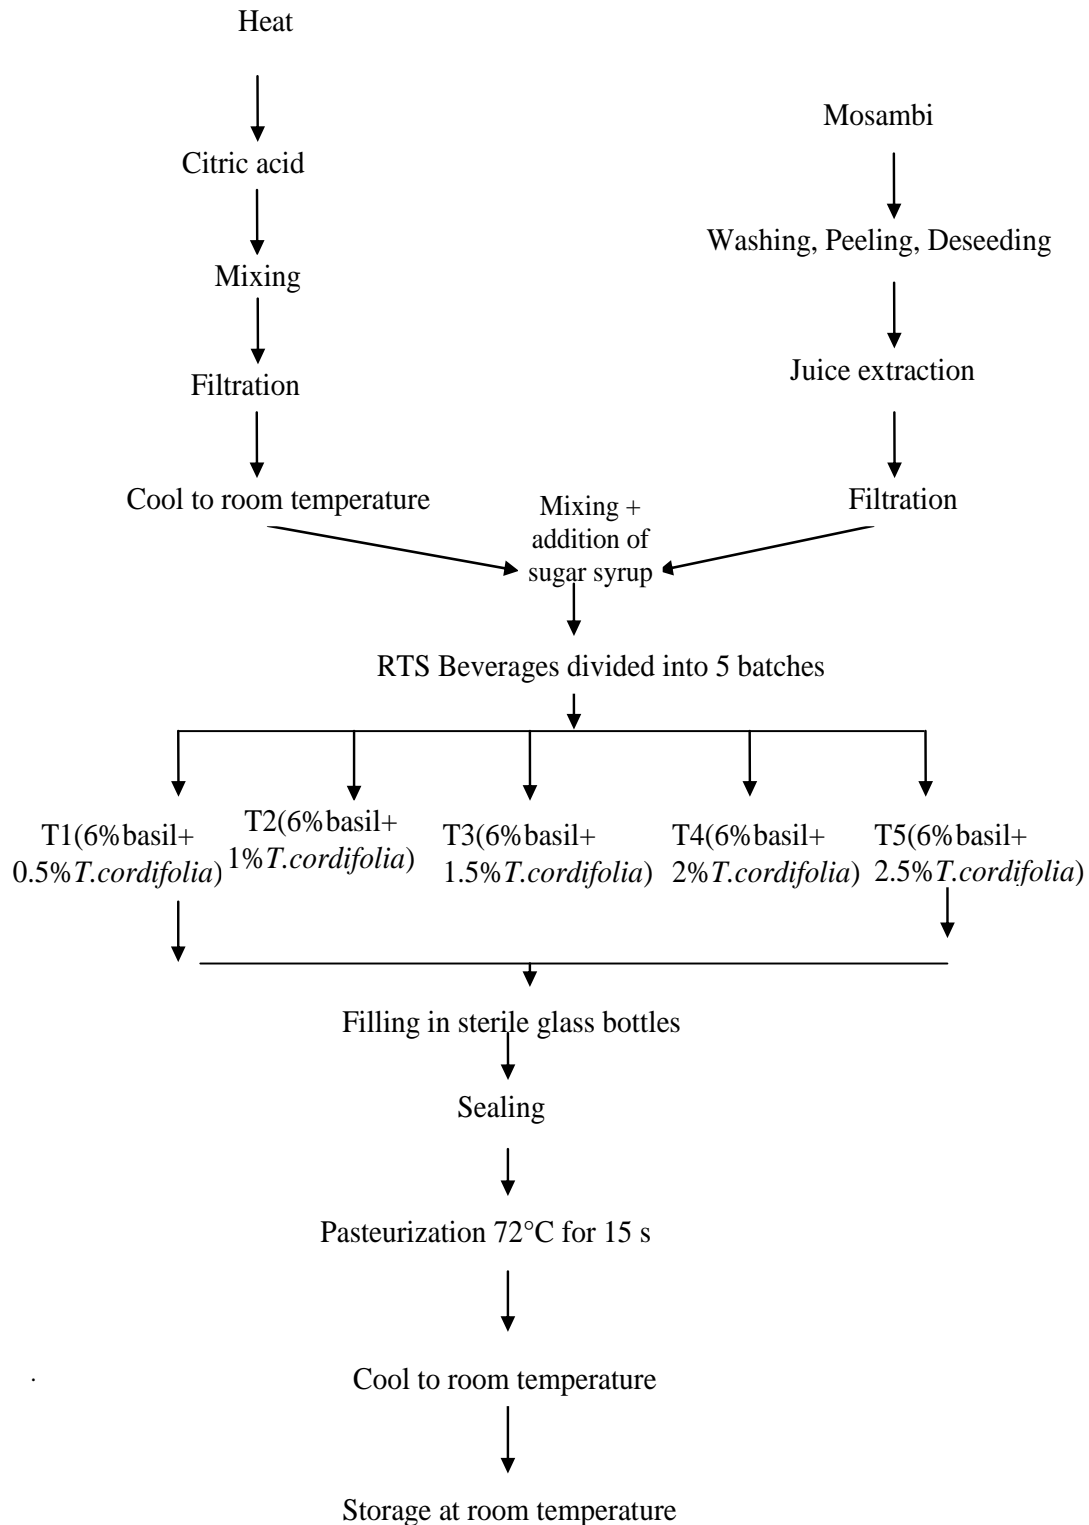 Heat
Citric acid
Mixing
Filtration
Cool to room temperature
Mosambi
Washing, Peeling, Deseeding
Juice extraction
Filtration
Mixing +
addition of
sugar syrup
RTS Beverages divided into 5 batches
T1(6%basil+
0.5%T.cordifolia)
T2(6%basil+
1%T.cordifolia)
T3(6%basil+
1.5%T.cordifolia)
T4(6%basil+
2%T.cordifolia)
T5(6%basil+
2.5%T.cordifolia)
Filling in sterile glass bottles
Sealing
Pasteurization 72°C for 15 s
Cool to room temperature
.
Storage at room temperature